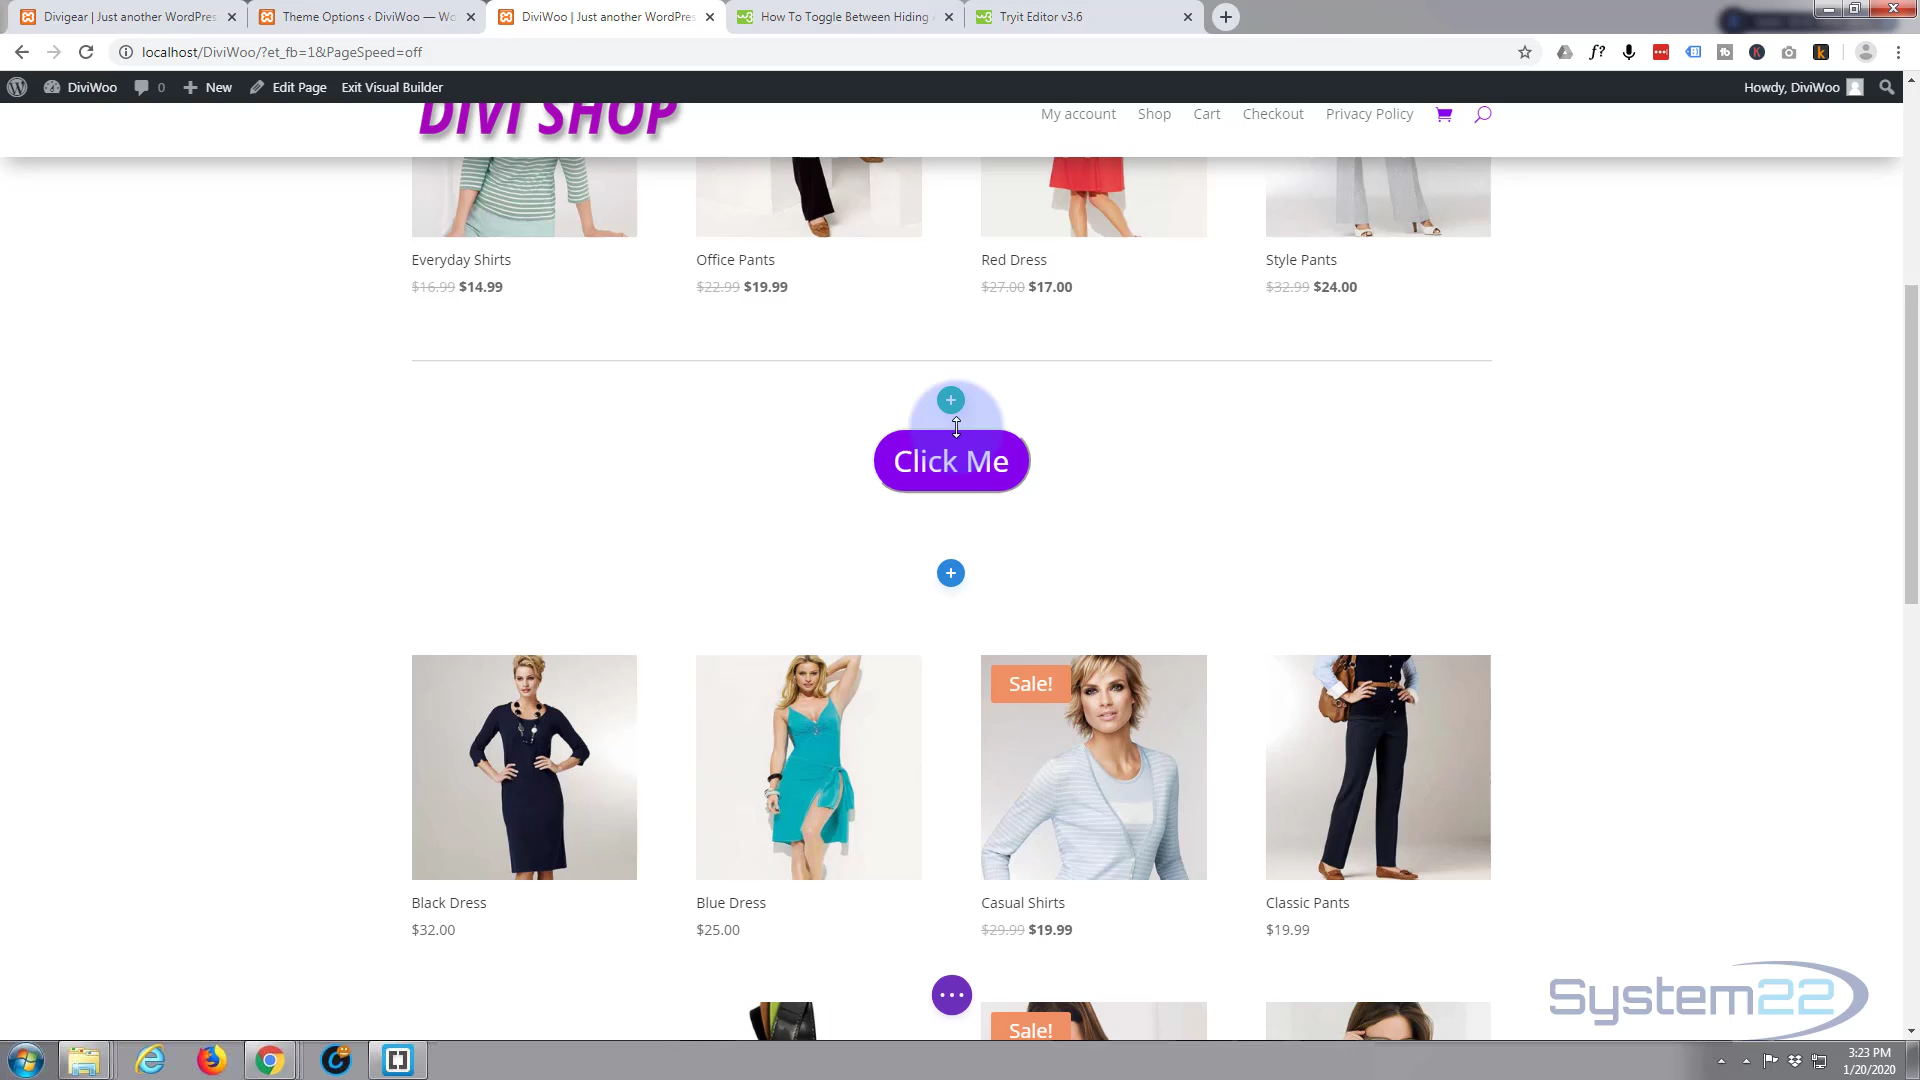 Divigear | Just another WordPres
Theme Options ‹ DiviWoo — Wo
DiviWoo | Just another WordPres
How To Toggle Between Hiding
Tryit Editor v3.6
localhost/DiviWoo/?et_fb=1&PageSpeed=off
DiviWoo
0
New
Edit Page
Exit Visual Builder
Howdy, DiviWoo
DIVI SHOP
My account
Shop
Cart
Checkout
Privacy Policy
Everyday Shirts
Office Pants
Red Dress
Style Pants
$16.99 $14.99
$22.99 $19.99
$27.00 $17.00
$32.99 $24.00
Click Me
Sale!
Black Dress
Blue Dress
Casual Shirts
Classic Pants
$32.00
$25.00
$29.99 $19.99
$19.99
System22
Sale!
3:23 PM
1/20/2020